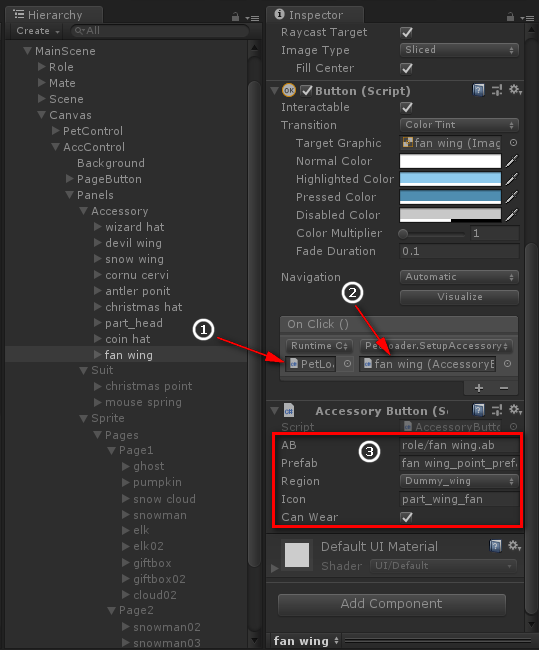 Hierarchy
Create
All
MainScene
Role
Mate
Scene
Canvas
PetControl
AccControl
Background
PageButton
Panels
Accessory
wizard hat
devil wing
snow wing
cornu cervi
antler ponit
christmas hat
part_head
coin hat
fan wing
Suit
christmas point
mouse spring
Sprite
Pages
Page1
ghost
pumpkin
snow cloud
snowman
elk
elk02
giftbox
giftbox02
cloud02
Page2
snowman02
snowman03
1
Inspector
Raycast Target
Image Type Sliced
Fill Center
OK Button (Script)
Interactable
Transition Color Tint
Target Graphic fan wing (Imag
Normal Color
Highlighted Color
Pressed Color
Disabled Color
Color Multiplier 1
Fade Duration 0.1
Navigation Automatic
Visualize
2
On Click ()
Runtime C PetLoader.SetupAccessory
PetLoa fan wing (AccessoryB
+ −
C# Accessory Button (S
Script AccessoryButto
3
AB role/fan wing.ab
Prefab fan wing_point_prefa
Region Dummy_wing
Icon part_wing_fan
Can Wear
Default UI Material
Shader UI/Default
Add Component
fan wing